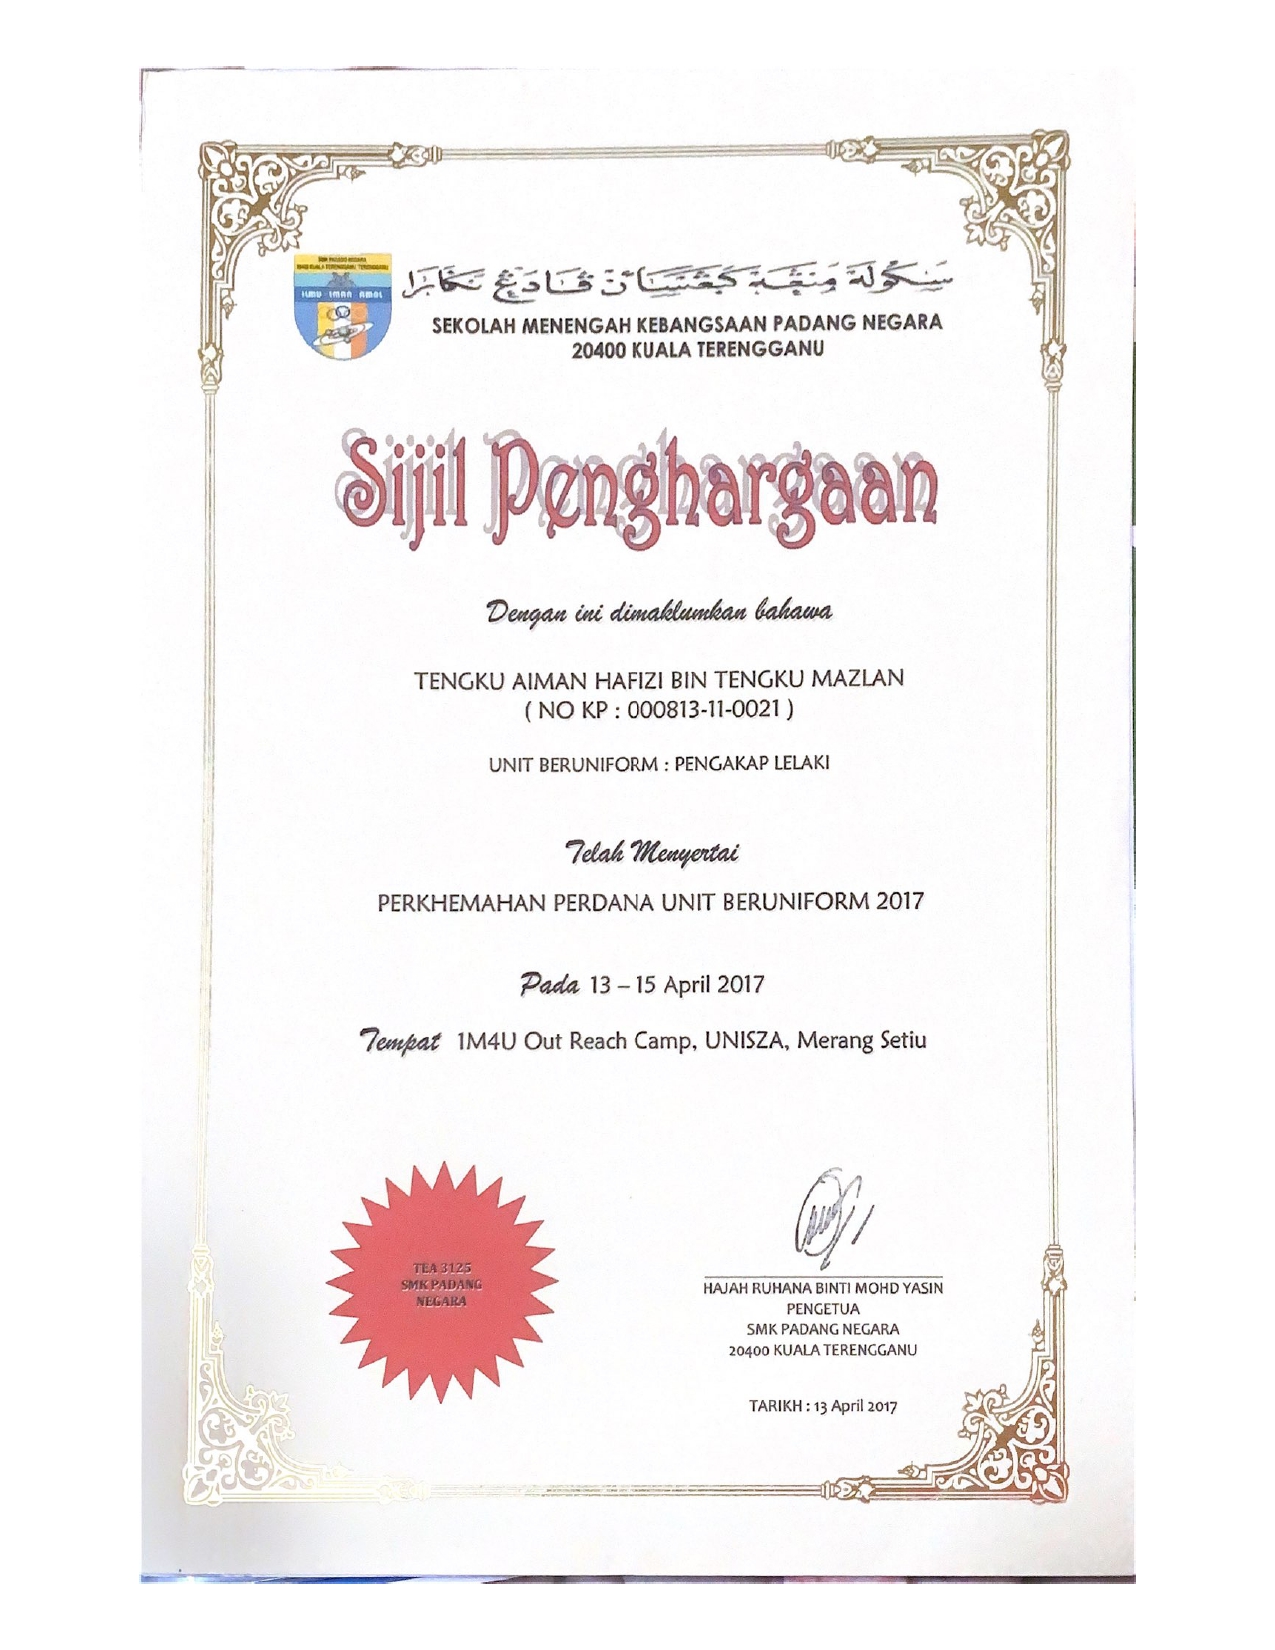 SMK PADANG NEGARA
20400 KUALA TERENGGANU TERENGGANU
ILMU IMAN AMAL
سکوله منڠه کبڠساءن ڤادڠ نݢارا
SEKOLAH MENENGAH KEBANGSAAN PADANG NEGARA
20400 KUALA TERENGGANU
Sijil Penghargaan
Dengan ini dimaklumkan bahawa
TENGKU AIMAN HAFIZI BIN TENGKU MAZLAN
( NO KP : 000813-11-0021 )
UNIT BERUNIFORM : PENGAKAP LELAKI
Telah Menyertai
PERKHEMAHAN PERDANA UNIT BERUNIFORM 2017
Pada 13 – 15 April 2017
Tempat 1M4U Out Reach Camp, UNISZA, Merang Setiu
TEA 3125
SMK PADANG
NEGARA
HAJAH RUHANA BINTI MOHD YASIN
PENGETUA
SMK PADANG NEGARA
20400 KUALA TERENGGANU
TARIKH : 13 April 2017